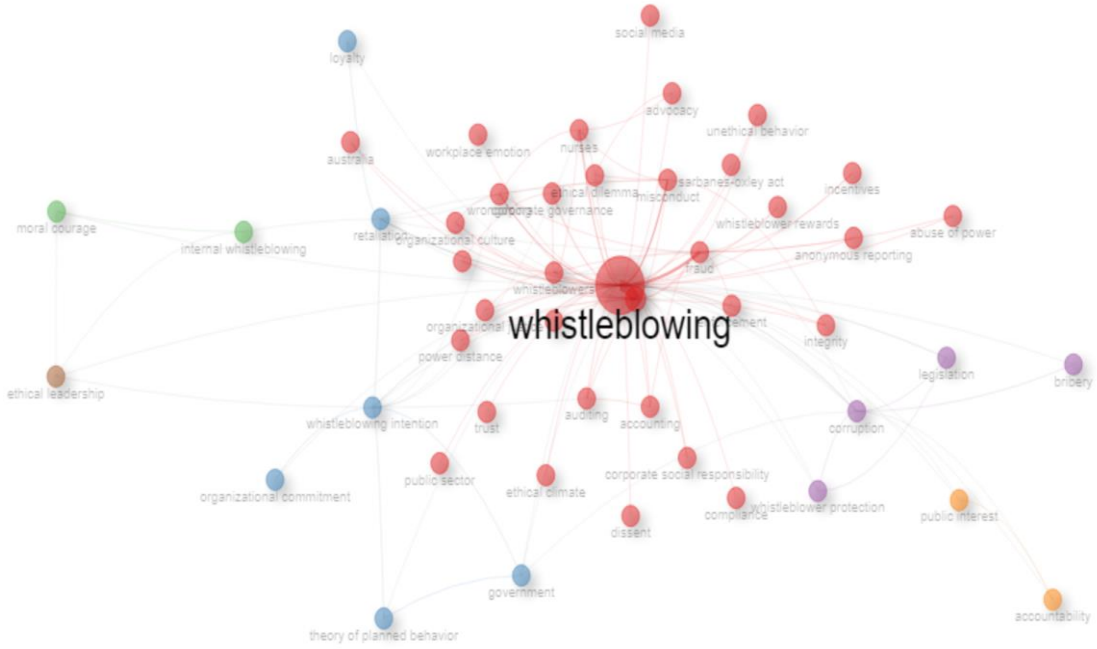 social media
loyalty
advocacy
unethical behavior
nurses
workplace emotion
australia
sarbanes-oxley act
incentives
ethical dilemma
misconduct
corporate governance
whistleblower rewards
moral courage
abuse of power
retaliation
organizational culture
internal whistleblowing
anonymous reporting
fraud
whistleblowers
organizational
whistleblowing
integrity
power distance
legislation
bribery
ethical leadership
whistleblowing intention
trust
auditing
accounting
corruption
corporate social responsibility
public sector
ethical climate
organizational commitment
compliance
whistleblower protection
public interest
dissent
government
accountability
theory of planned behavior